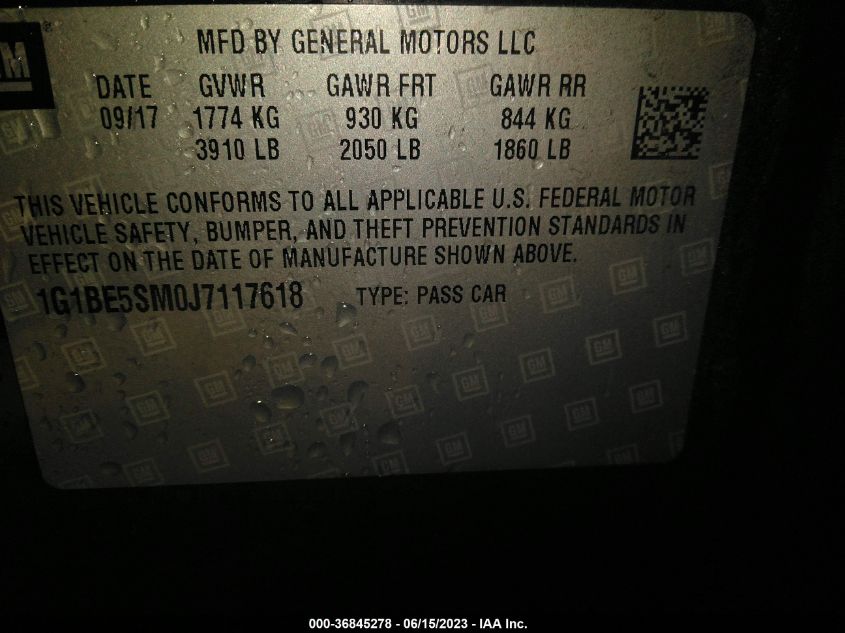 GM
MFD BY GENERAL MOTORS LLC
DATE GVWR GAWR FRT GAWR RR
09/17 1774 KG 930 KG 844 KG
3910 LB 2050 LB 1860 LB
THIS VEHICLE CONFORMS TO ALL APPLICABLE U.S. FEDERAL MOTOR
VEHICLE SAFETY, BUMPER, AND THEFT PREVENTION STANDARDS IN
EFFECT ON THE DATE OF MANUFACTURE SHOWN ABOVE.
1G1BE5SM0J7117618 TYPE: PASS CAR
000-36845278 - 06/15/2023 - IAA Inc.